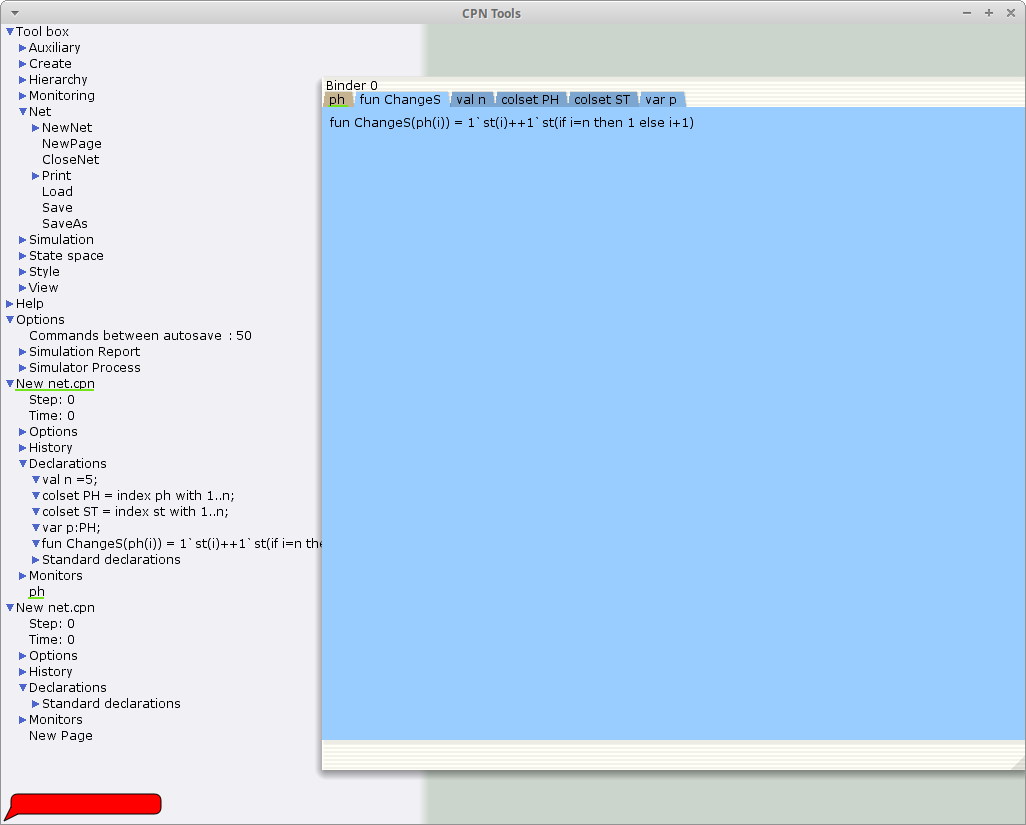 CPN Tools
Tool box
Auxiliary
Create
Hierarchy
Monitoring
Net
NewNet
NewPage
CloseNet
Print
Load
Save
SaveAs
Simulation
State space
Style
View
Help
Options
Commands between autosave : 50
Simulation Report
Simulator Process
New net.cpn
Step: 0
Time: 0
Options
History
Declarations
val n =5;
colset PH = index ph with 1..n;
colset ST = index st with 1..n;
var p:PH;
fun ChangeS(ph(i)) = 1`st(i)++1`st(if i=n the
Standard declarations
Monitors
ph
New net.cpn
Step: 0
Time: 0
Options
History
Declarations
Standard declarations
Monitors
New Page
Binder 0
ph fun ChangeS val n colset PH colset ST var p
fun ChangeS(ph(i)) = 1`st(i)++1`st(if i=n then 1 else i+1)